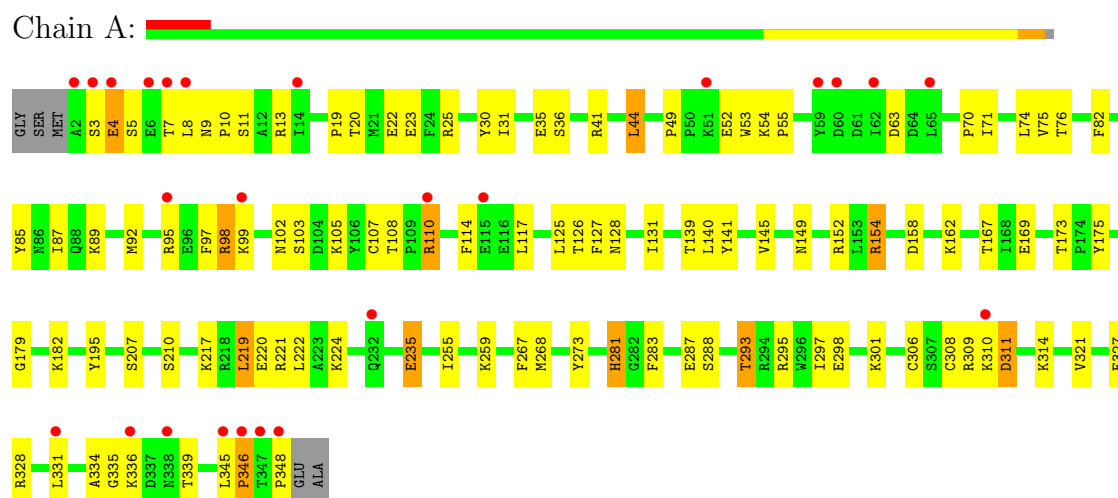 Chain A:
GLY SER MET A2 S3 E4 S5 E6 T7 L8 N9 P10 S11 A12 R13 I14 P19 T20 M21 E22 E23 F24 R25 Y30 I31 E35 S36 R41 L44 P49 P50 K51 E52 W53 K54 P55 Y59 D60 D61 I62 D63 D64 L65 P70 I71 L74 V75 T76 F82
Y85 N86 I87 Q88 K89 M92 R95 E96 F97 R98 K99 N102 S103 D104 K105 Y106 C107 T108 P109 R110 F114 E115 E116 L117 L125 T126 F127 N128 I131 T139 L140 Y141 V145 N149 R152 L153 R154 D158 K162 T167 I168 E169 T173 P174 Y175
G179 K182 Y195 S207 S210 K217 R218 L219 E220 R221 L222 A223 K224 Q232 E235 I255 K259 F267 M268 Y273 H281 G282 F283 E287 S288 T293 R294 R295 W296 I297 E298 K301 C306 S307 C308 R309 K310 D311 K314 V321
R328 L331 A334 G335 K336 D337 N338 T339 L345 P346 T347 P348 GLU ALA